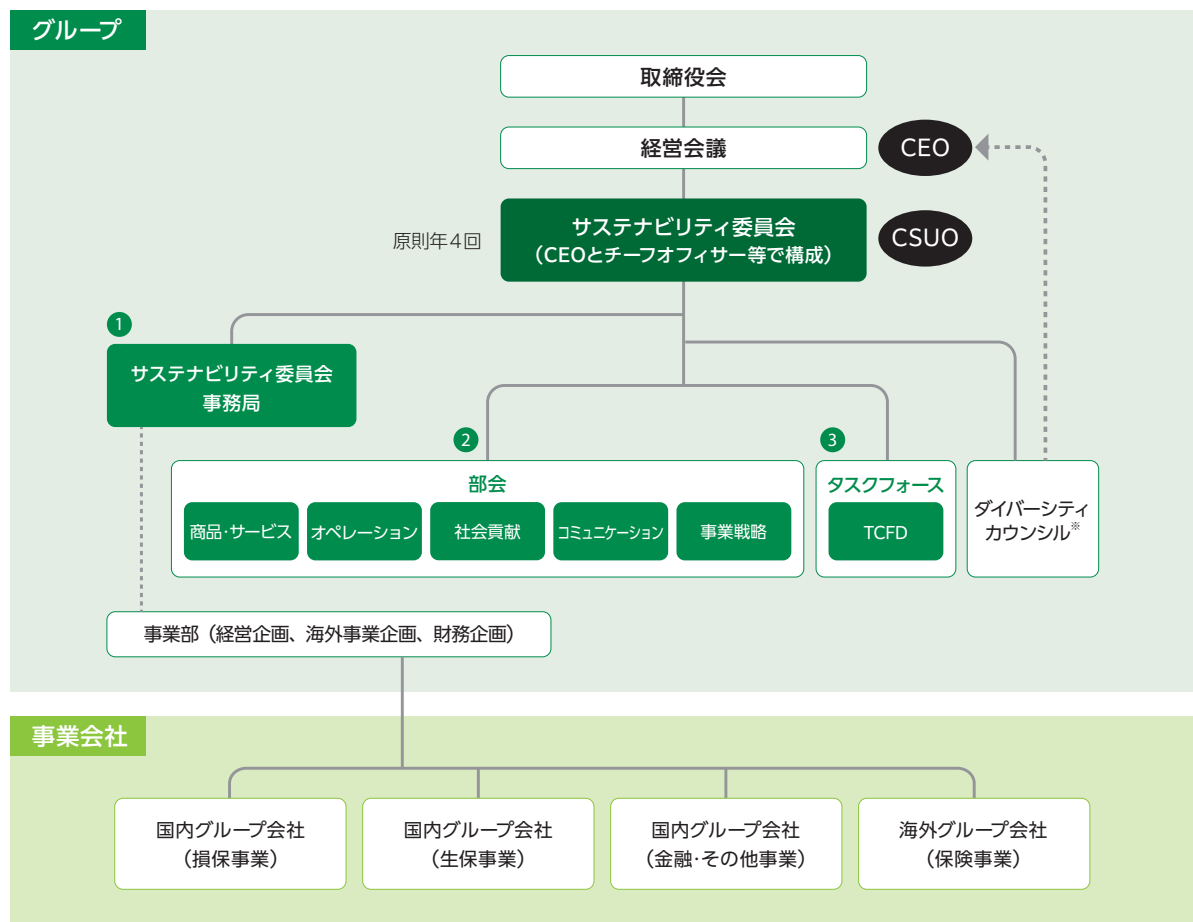 グループ
取締役会
経営会議
CEO
原則年4回
サステナビリティ委員会
（CEOとチーフオフィサー等で構成）
CSUO
1
サステナビリティ委員会
事務局
2
部会
商品・サービス
オペレーション
社会貢献
コミュニケーション
事業戦略
3
タスクフォース
TCFD
ダイバーシティ
カウンシル※
事業部（経営企画、海外事業企画、財務企画）
事業会社
国内グループ会社
（損保事業）
国内グループ会社
（生保事業）
国内グループ会社
（金融・その他事業）
海外グループ会社
（保険事業）